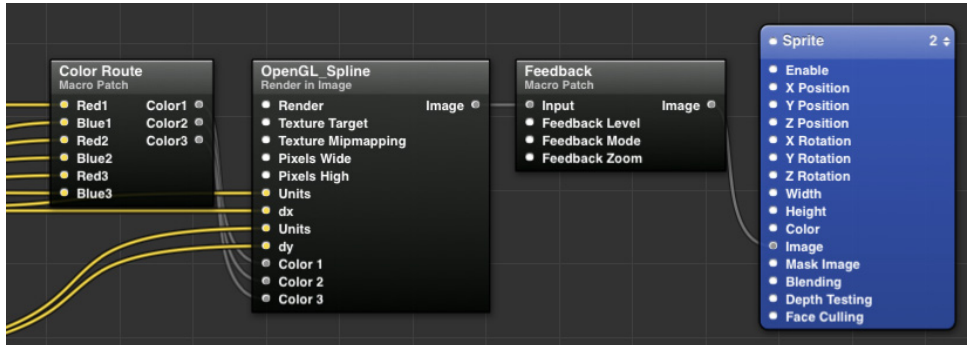 Color Route
Macro Patch
Red1 Color1
Blue1 Color2
Red2 Color3
Blue2
Red3
Blue3
OpenGL_Spline
Render in Image
Render Image
Texture Target
Texture Mipmapping
Pixels Wide
Pixels High
Units
dx
Units
dy
Color 1
Color 2
Color 3
Feedback
Macro Patch
Input Image
Feedback Level
Feedback Mode
Feedback Zoom
Sprite 2
Enable
X Position
Y Position
Z Position
X Rotation
Y Rotation
Z Rotation
Width
Height
Color
Image
Mask Image
Blending
Depth Testing
Face Culling